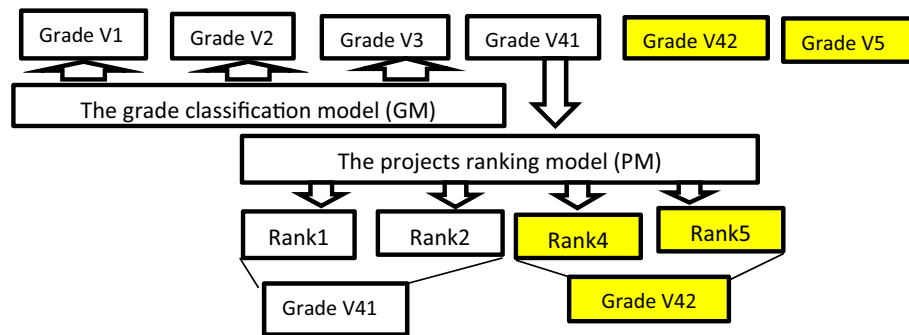 Grade V1
Grade V2
Grade V3
Grade V41
Grade V42
Grade V5
The grade classification model (GM)
The projects ranking model (PM)
Rank1
Rank2
Rank4
Rank5
Grade V41
Grade V42